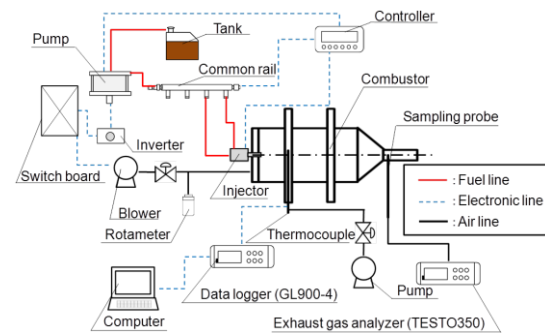 Controller
Tank
Pump
Common rail
Combustor
Sampling probe
Inverter
Switch board
Injector
: Fuel line
: Electronic line
: Air line
Blower
Rotameter
Thermocouple
Pump
Data logger (GL900-4)
Computer
Exhaust gas analyzer (TESTO350)